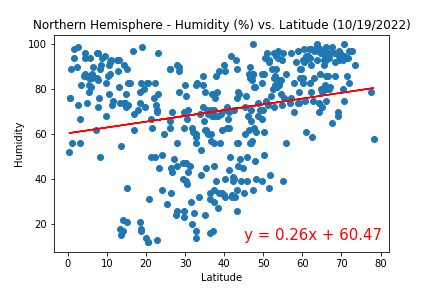 Northern Hemisphere - Humidity (%) vs. Latitude (10/19/2022)
100
80
60
40
20
Humidity
y = 0.26x + 60.47
0 10 20 30 40 50 60 70 80
Latitude